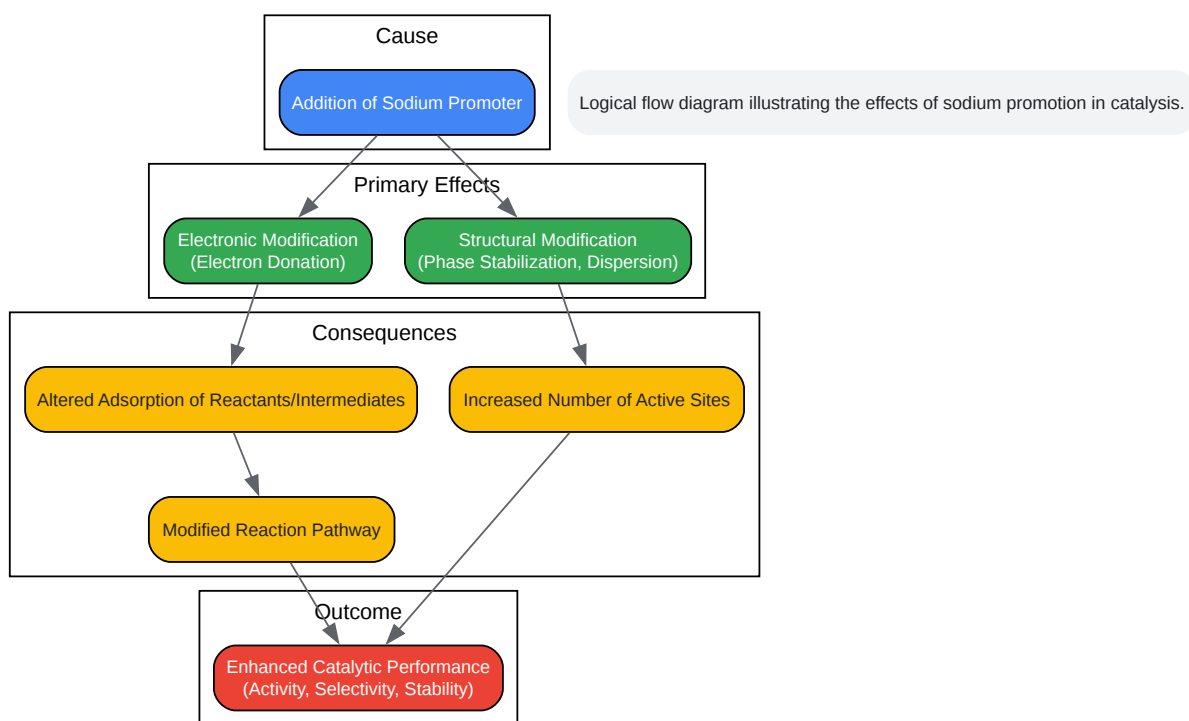 Cause
Addition of Sodium Promoter
Logical flow diagram illustrating the effects of sodium promotion in catalysis.
Primary Effects
Electronic Modification
(Electron Donation)
Structural Modification
(Phase Stabilization, Dispersion)
Consequences
Altered Adsorption of Reactants/Intermediates
Increased Number of Active Sites
Modified Reaction Pathway
Outcome
Enhanced Catalytic Performance
(Activity, Selectivity, Stability)